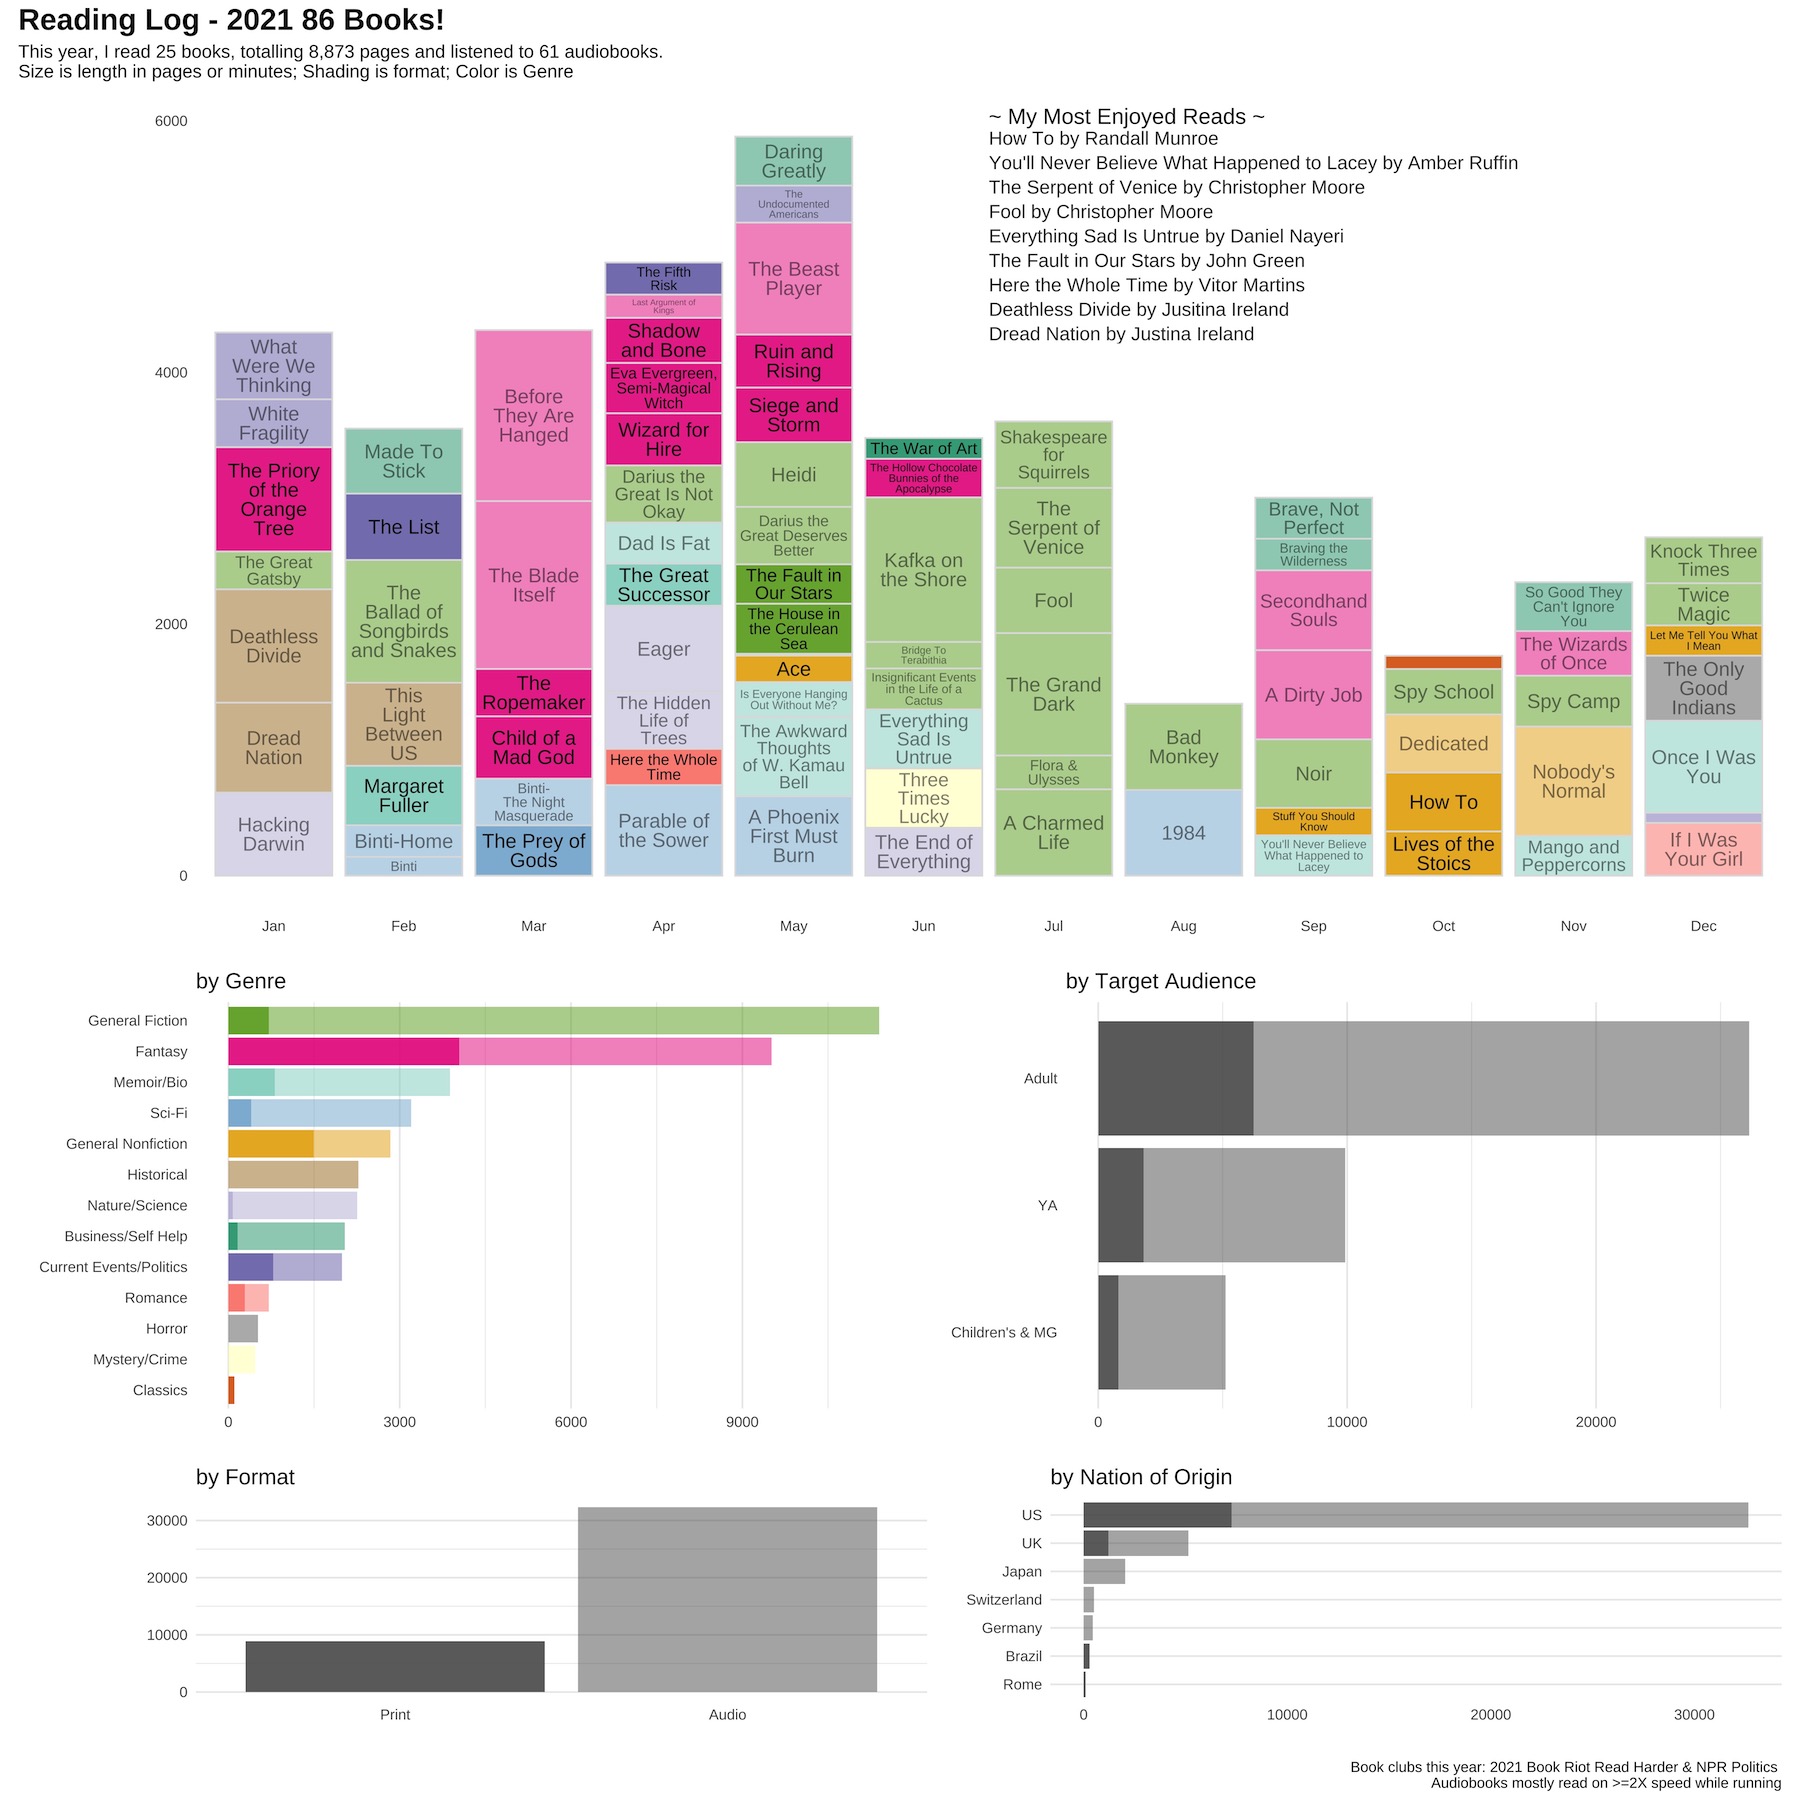 Reading Log - 2021 86 Books!
This year, I read 25 books, totalling 8,873 pages and listened to 61 audiobooks.
Size is length in pages or minutes; Shading is format; Color is Genre
~ My Most Enjoyed Reads ~
How To by Randall Munroe
You'll Never Believe What Happened to Lacey by Amber Ruffin
The Serpent of Venice by Christopher Moore
Fool by Christopher Moore
Everything Sad Is Untrue by Daniel Nayeri
The Fault in Our Stars by John Green
Here the Whole Time by Vitor Martins
Deathless Divide by Jusitina Ireland
Dread Nation by Justina Ireland
6000
4000
2000
0
What
Were We
Thinking
White
Fragility
The Priory
of the
Orange
Tree
The Great
Gatsby
Deathless
Divide
Dread
Nation
Hacking
Darwin
Jan
Made To
Stick
The List
The
Ballad of
Songbirds
and Snakes
This
Light
Between
US
Margaret
Fuller
Binti-Home
Binti
Feb
Before
They Are
Hanged
The Blade
Itself
The
Ropemaker
Child of a
Mad God
Binti-
The Night
Masquerade
The Prey of
Gods
Mar
The Fifth
Risk
Last Argument of
Kings
Shadow
and Bone
Eva Evergreen,
Semi-Magical
Witch
Wizard for
Hire
Darius the
Great Is Not
Okay
Dad Is Fat
The Great
Successor
Eager
The Hidden
Life of
Trees
Here the Whole
Time
Parable of
the Sower
Apr
Daring
Greatly
The
Undocumented
Americans
The Beast
Player
Ruin and
Rising
Siege and
Storm
Heidi
Darius the
Great Deserves
Better
The Fault in
Our Stars
The House in
the Cerulean
Sea
Ace
Is Everyone Hanging
Out Without Me?
The Awkward
Thoughts
of W. Kamau
Bell
A Phoenix
First Must
Burn
May
The War of Art
The Hollow Chocolate
Bunnies of the
Apocalypse
Kafka on
the Shore
Bridge To
Terabithia
Insignificant Events
in the Life of a
Cactus
Everything
Sad Is
Untrue
Three
Times
Lucky
The End of
Everything
Jun
Shakespeare
for
Squirrels
The
Serpent of
Venice
Fool
The Grand
Dark
Flora &
Ulysses
A Charmed
Life
Jul
Bad
Monkey
1984
Aug
Brave, Not
Perfect
Braving the
Wilderness
Secondhand
Souls
A Dirty Job
Noir
Stuff You Should
Know
You'll Never Believe
What Happened to
Lacey
Sep
Spy School
Dedicated
How To
Lives of the
Stoics
Oct
So Good They
Can't Ignore
You
The Wizards
of Once
Spy Camp
Nobody's
Normal
Mango and
Peppercorns
Nov
Knock Three
Times
Twice
Magic
Let Me Tell You What
I Mean
The Only
Good
Indians
Once I Was
You
If I Was
Your Girl
Dec
by Genre
General Fiction
Fantasy
Memoir/Bio
Sci-Fi
General Nonfiction
Historical
Nature/Science
Business/Self Help
Current Events/Politics
Romance
Horror
Mystery/Crime
Classics
0
3000
6000
9000
by Target Audience
Adult
YA
Children's & MG
0
10000
20000
by Format
30000
20000
10000
0
Print
Audio
by Nation of Origin
US
UK
Japan
Switzerland
Germany
Brazil
Rome
0
10000
20000
30000
Book clubs this year: 2021 Book Riot Read Harder & NPR Politics
Audiobooks mostly read on >=2X speed while running